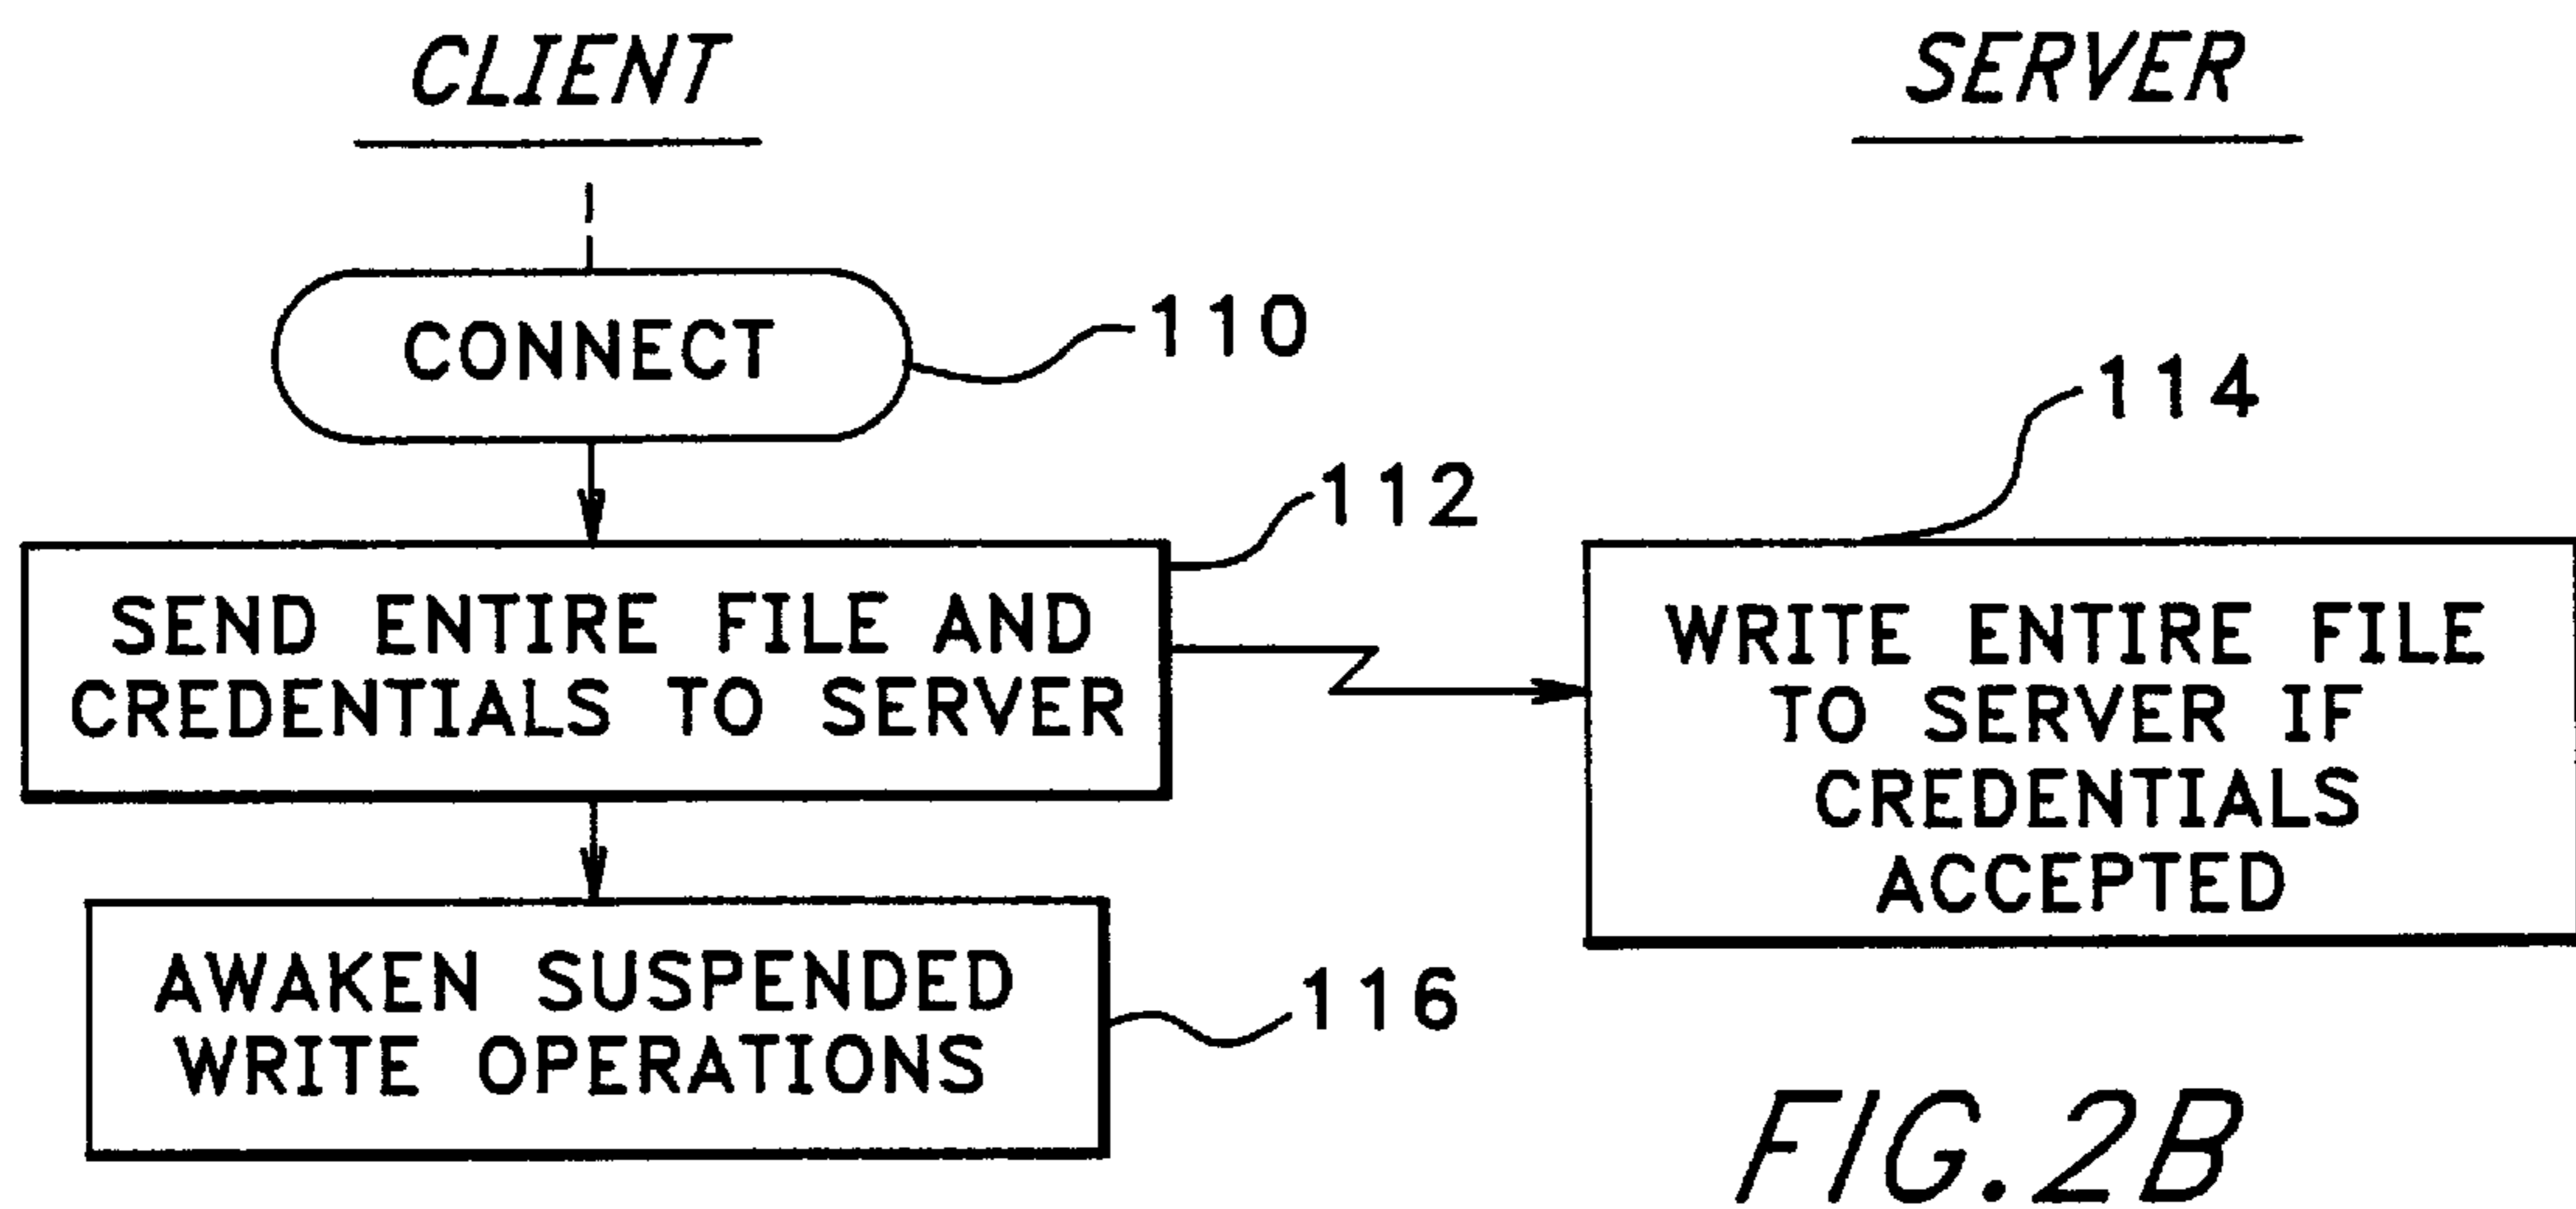 CLIENT
SERVER
CONNECT
110
114
112
SEND ENTIRE FILE AND
CREDENTIALS TO SERVER
WRITE ENTIRE FILE
TO SERVER IF
CREDENTIALS
ACCEPTED
AWAKEN SUSPENDED
WRITE OPERATIONS
116
FIG.2B